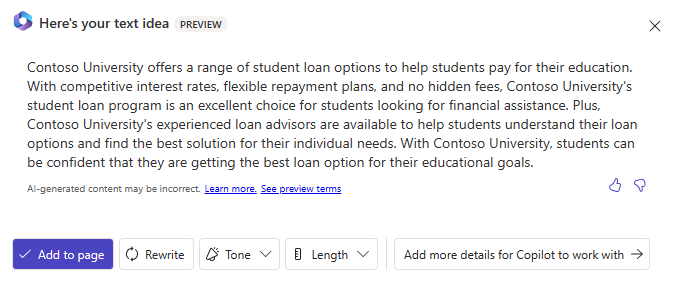 Here's your text idea PREVIEW
Contoso University offers a range of student loan options to help students pay for their education.
With competitive interest rates, flexible repayment plans, and no hidden fees, Contoso University's
student loan program is an excellent choice for students looking for financial assistance. Plus,
Contoso University's experienced loan advisors are available to help students understand their loan
options and find the best solution for their individual needs. With Contoso University, students can
be confident that they are getting the best loan option for their educational goals.
AI-generated content may be incorrect. Learn more. See preview terms
Add to page Rewrite Tone Length Add more details for Copilot to work with